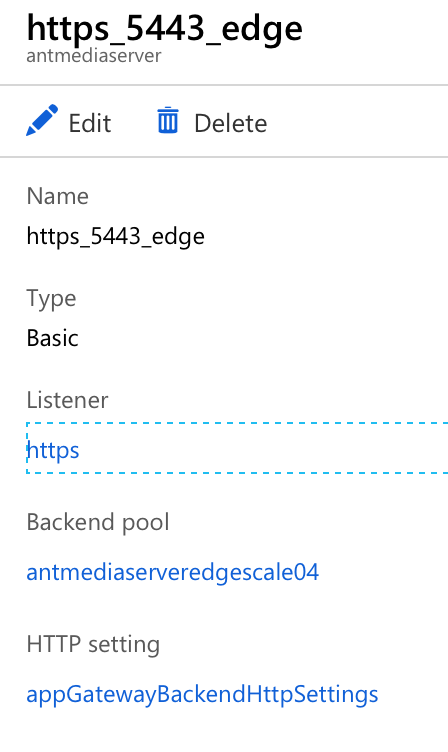 https_5443_edge
antmediaserver
Edit Delete
Name
https_5443_edge
Type
Basic
Listener
https
Backend pool
antmediaserveredgescale04
HTTP setting
appGatewayBackendHttpSettings